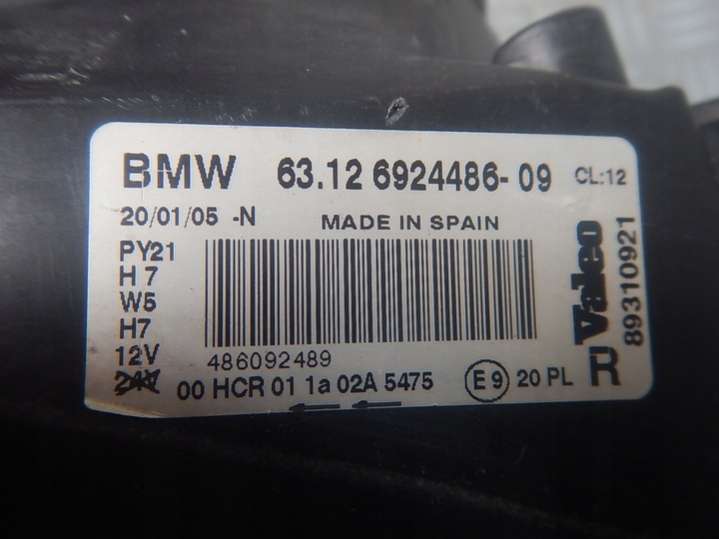 BMW 63.12 6924486-09 CL:12
20/01/05 -N MADE IN SPAIN
PY21
H7
W5
H7
12V
24V
486092489
00 HCR 01 1a 02A 5475 E9 20 PL
R Valeo
89310921